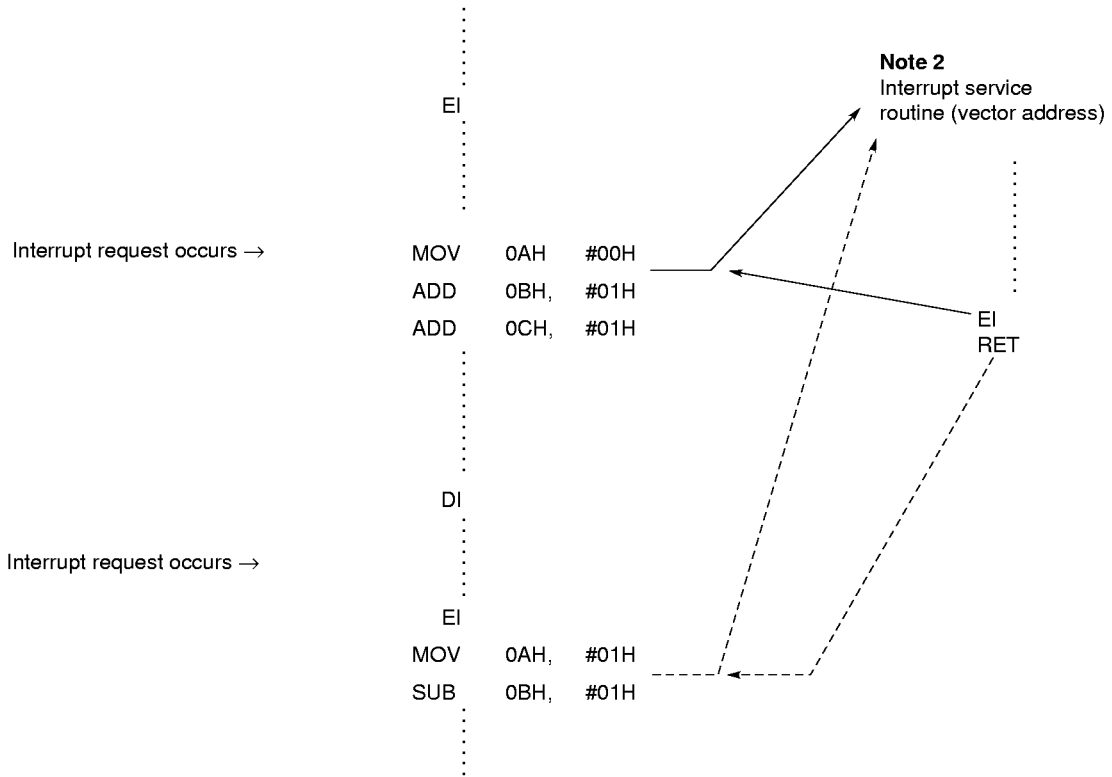 Note 2
Interrupt service
routine (vector address)
EI
Interrupt request occurs →
MOV 0AH #00H
ADD 0BH, #01H
ADD 0CH, #01H
EI
RET
DI
Interrupt request occurs →
EI
MOV 0AH, #01H
SUB 0BH, #01H